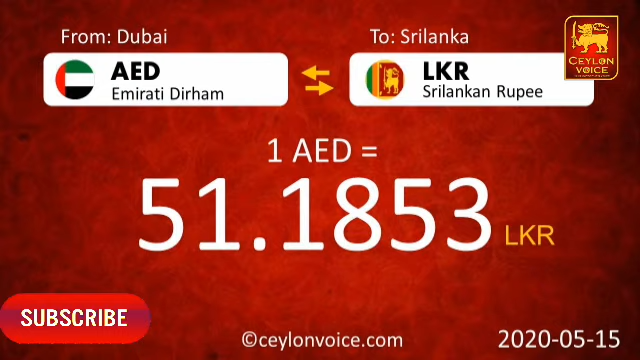 From: Dubai
To: Srilanka
AED
Emirati Dirham
LKR
Srilankan Rupee
CEYLON
VOICE
1 AED =
51.1853 LKR
SUBSCRIBE
©ceylonvoice.com
2020-05-15